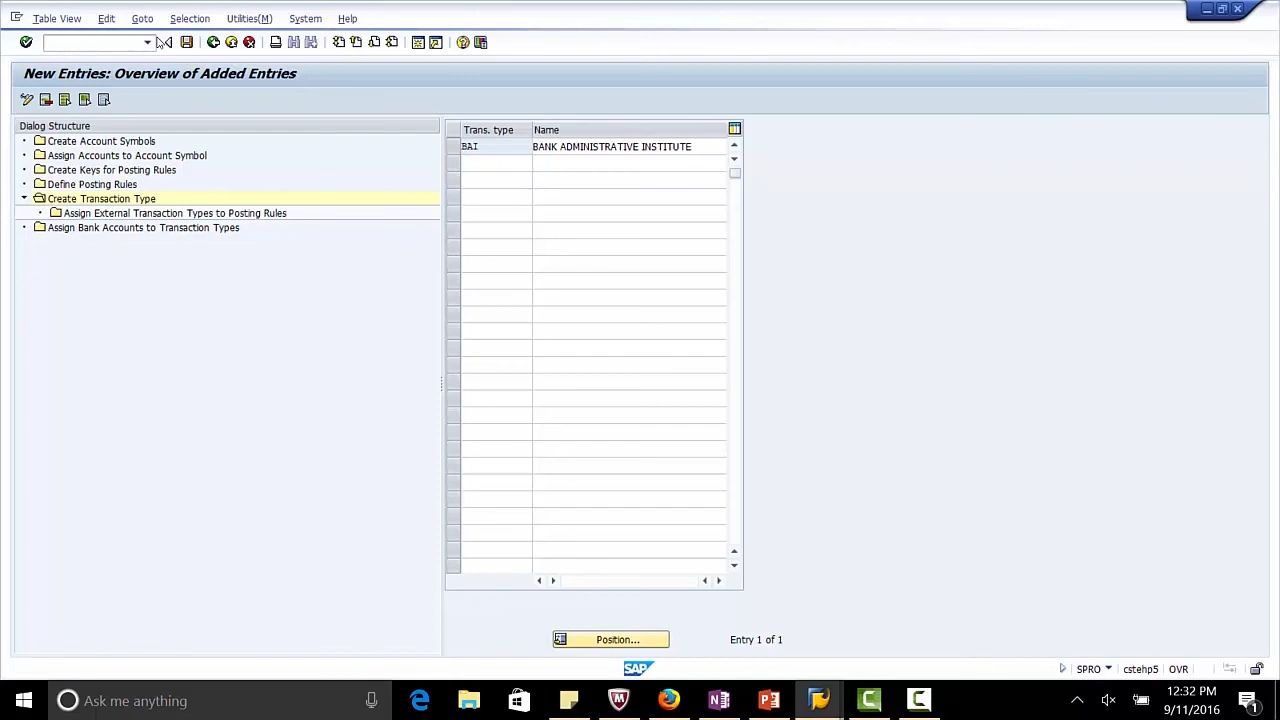 Table View Edit Goto Selection Utilities(M) System Help
New Entries: Overview of Added Entries
Dialog Structure
Create Account Symbols
Assign Accounts to Account Symbol
Create Keys for Posting Rules
Define Posting Rules
Create Transaction Type
Assign External Transaction Types to Posting Rules
Assign Bank Accounts to Transaction Types
Trans. type Name
BAI BANK ADMINISTRATIVE INSTITUTE
Position... Entry 1 of 1
SAP SPRO cstehp5 OVR
Ask me anything
12:32 PM
9/11/2016